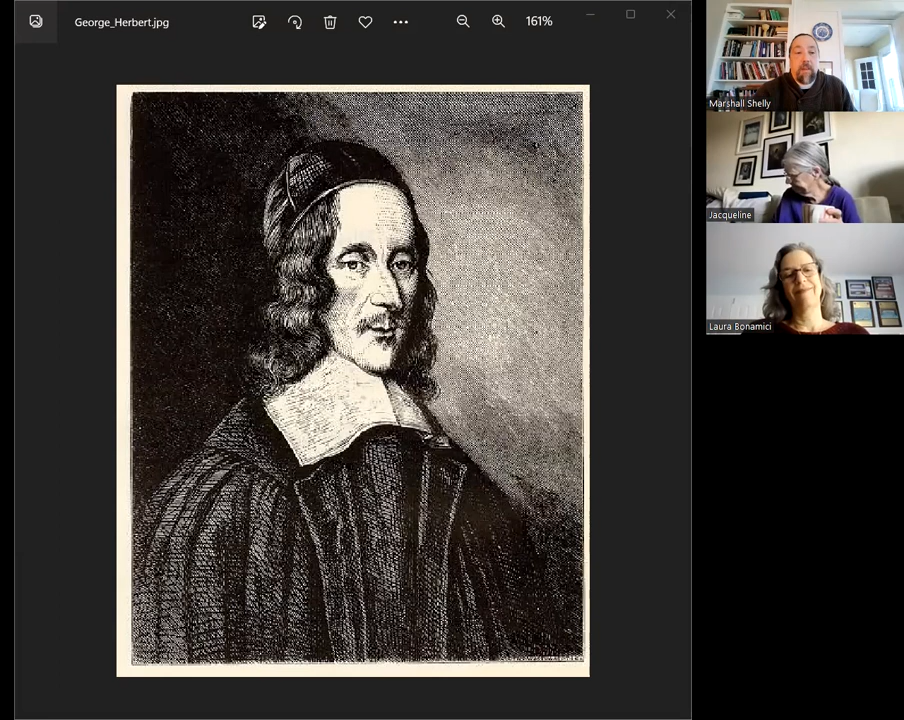 George_Herbert.jpg
161%
Marshall Shelly
Jacqueline
Laura Bonamici